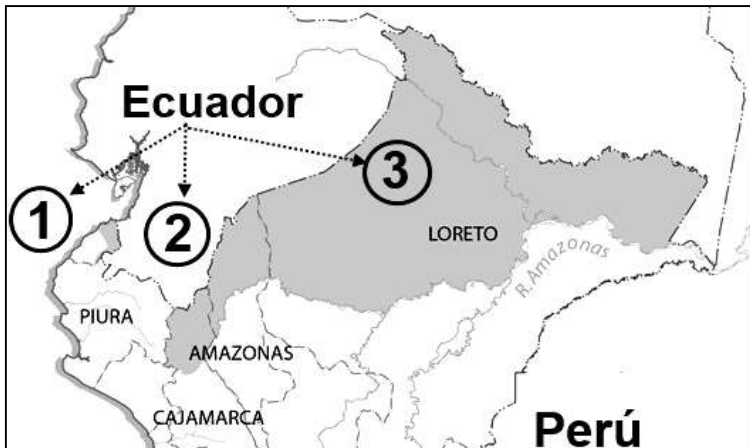 Ecuador
3
1
2
LORETO
R. Amazonas
PIURA
AMAZONAS
CAJAMARCA
Perú